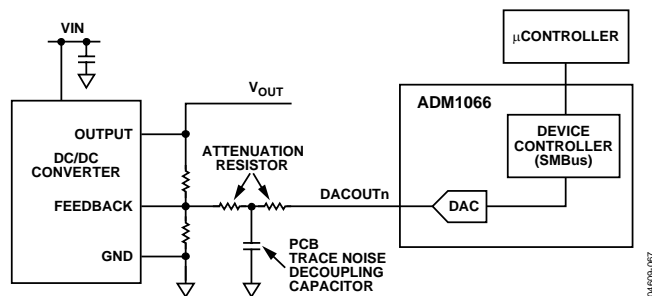 VIN
μCONTROLLER
VOUT
ADM1066
OUTPUT
DC/DC
CONVERTER
ATTENUATION
RESISTOR
DEVICE
CONTROLLER
(SMBus)
FEEDBACK
DACOUTn
DAC
GND
PCB
TRACE NOISE
DECOUPLING
CAPACITOR
04609-067